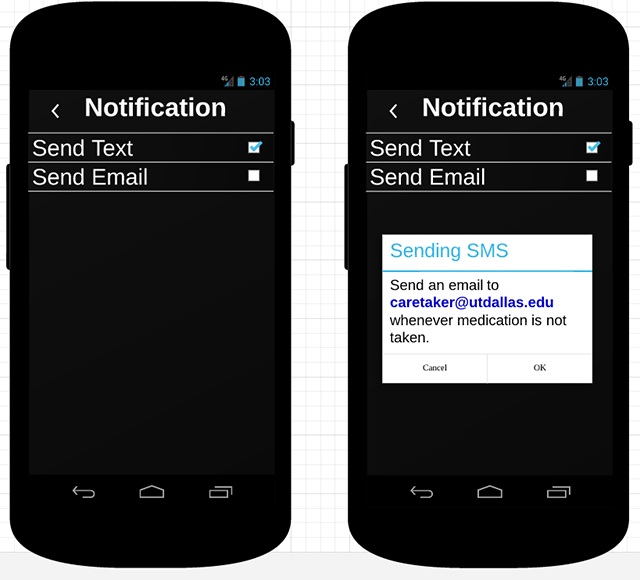 4G 3:03
Notification
Send Text
Send Email
4G 3:03
Notification
Send Text
Send Email
Sending SMS
Send an email to
caretaker@utdallas.edu
whenever medication is not
taken.
Cancel OK